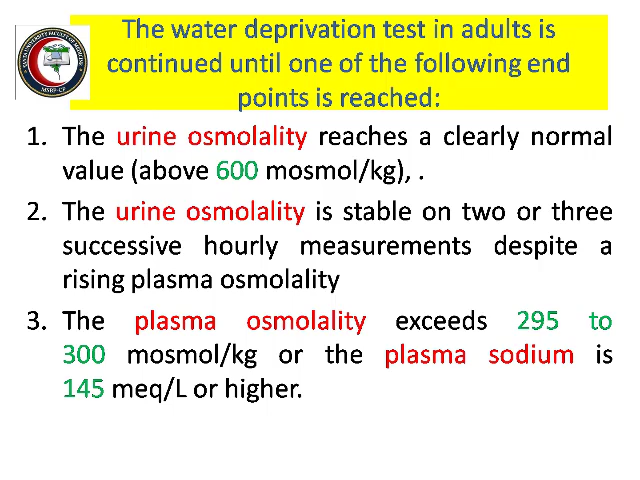 The water deprivation test in adults is
continued until one of the following end
points is reached:
1. The urine osmolality reaches a clearly normal
value (above 600 mosmol/kg), .
2. The urine osmolality is stable on two or three
successive hourly measurements despite a
rising plasma osmolality
3. The plasma osmolality exceeds 295 to
300 mosmol/kg or the plasma sodium is
145 meq/L or higher.
MSBP-CP